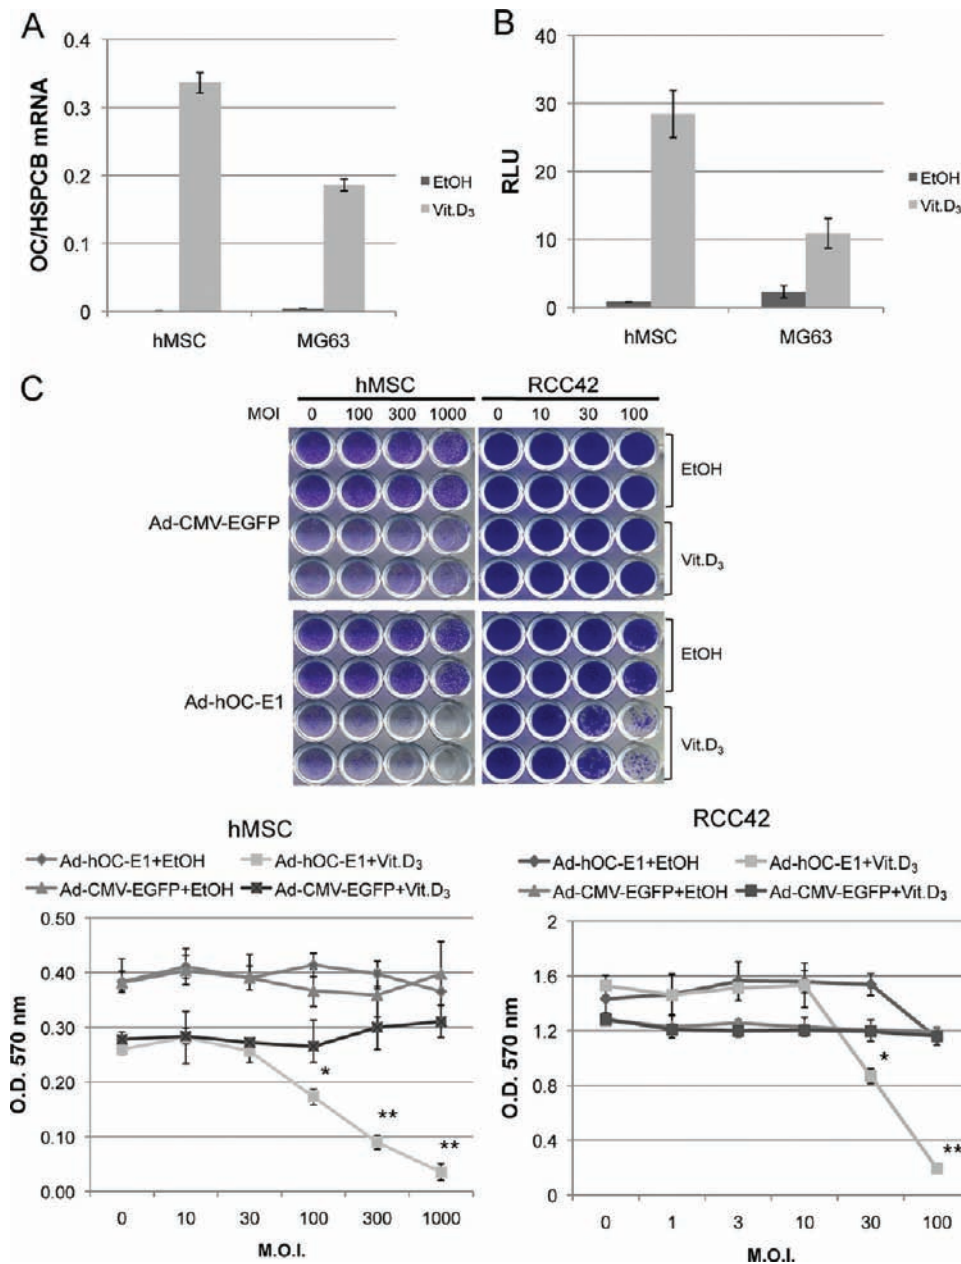 A
B
0.4
0.3
0.2
0.1
0
OC/HSPCB mRNA
EtOH
Vit.D₃
hMSC MG63
40
30
20
10
0
RLU
EtOH
Vit.D₃
hMSC MG63
C
hMSC RCC42
MOI 0 100 300 1000 0 10 30 100
EtOH
Ad-CMV-EGFP
Vit.D₃
EtOH
Ad-hOC-E1
Vit.D₃
hMSC
Ad-hOC-E1+EtOH Ad-hOC-E1+Vit.D₃
Ad-CMV-EGFP+EtOH Ad-CMV-EGFP+Vit.D₃
0.50
0.40
0.30
0.20
0.10
0.00
O.D. 570 nm
*
**
**
0 10 30 100 300 1000
M.O.I.
RCC42
Ad-hOC-E1+EtOH Ad-hOC-E1+Vit.D₃
Ad-CMV-EGFP+EtOH Ad-CMV-EGFP+Vit.D₃
2
1.6
1.2
0.8
0.4
0
O.D. 570 nm
*
**
0 1 3 10 30 100
M.O.I.